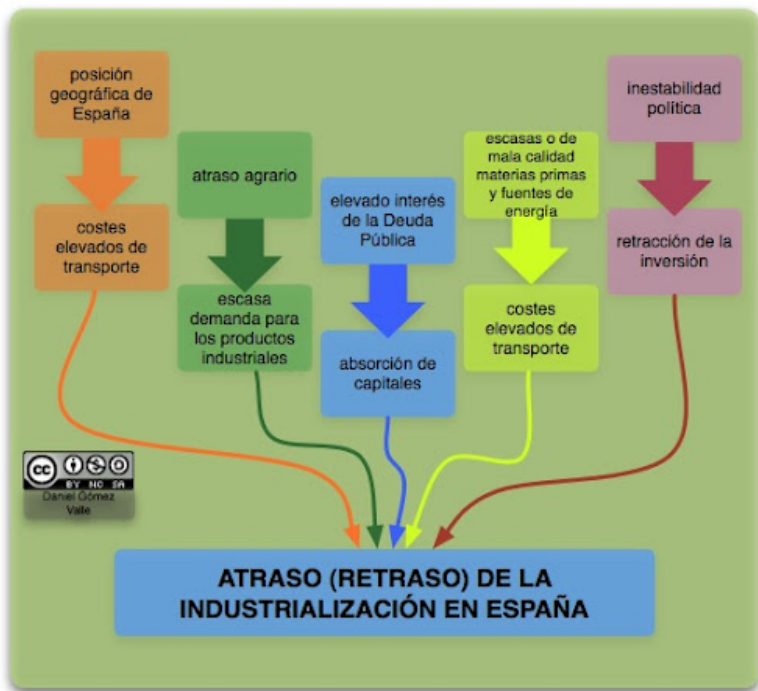 posición
geográfica de
España
costes
elevados de
transporte
atraso agrario
escasa
demanda para
los productos
industriales
elevado interés
de la Deuda
Pública
absorción de
capitales
escasas o de
mala calidad
materias primas
y fuentes de
energía
costes
elevados de
transporte
inestabilidad
política
retracción de la
inversión
cc
BY NC SA
Daniel Gómez
Valle
ATRASO (RETRASO) DE LA
INDUSTRIALIZACIÓN EN ESPAÑA